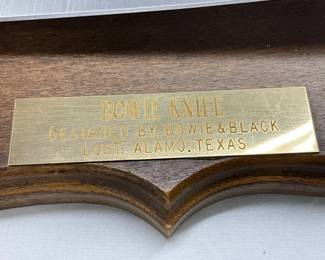 BOWIE KNIFE
DESIGNED BY BOWIE & BLACK
LOST: ALAMO, TEXAS